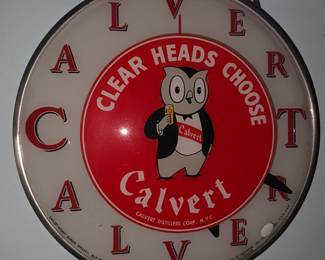 CALVERT CALVERT
CLEAR HEADS CHOOSE
Calvert
Calvert
CALVERT DISTILLERS CORP. N.Y.C.